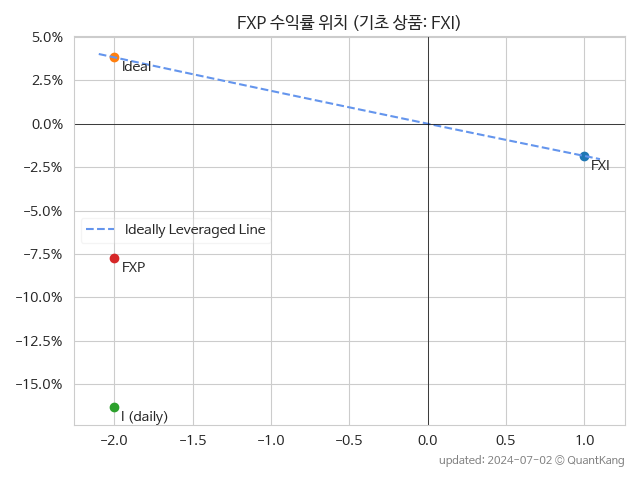 FXP 수익률 위치 (기초 상품: FXI)
5.0%
2.5%
0.0%
−2.5%
−5.0%
−7.5%
−10.0%
−12.5%
−15.0%
Ideal
FXI
Ideally Leveraged Line
FXP
I (daily)
−2.0 −1.5 −1.0 −0.5 0.0 0.5 1.0
updated: 2024-07-02 © QuantKang